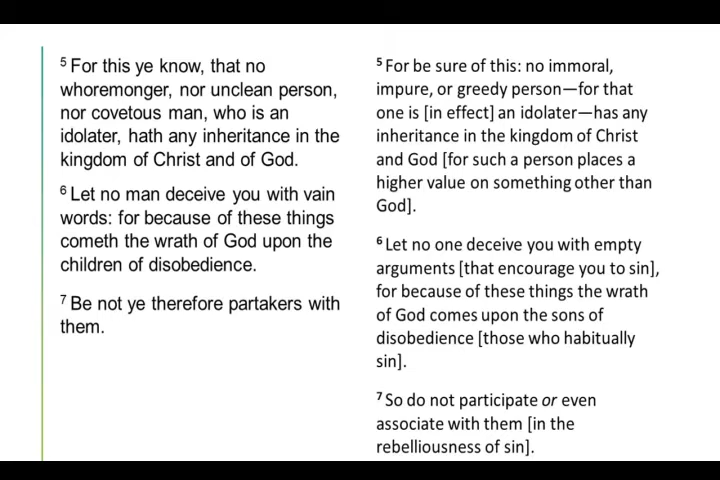 ⁵ For this ye know, that no
whoremonger, nor unclean person,
nor covetous man, who is an
idolater, hath any inheritance in the
kingdom of Christ and of God.
⁶ Let no man deceive you with vain
words: for because of these things
cometh the wrath of God upon the
children of disobedience.
⁷ Be not ye therefore partakers with
them.
⁵ For be sure of this: no immoral,
impure, or greedy person—for that
one is [in effect] an idolater—has any
inheritance in the kingdom of Christ
and God [for such a person places a
higher value on something other than
God].
⁶ Let no one deceive you with empty
arguments [that encourage you to sin],
for because of these things the wrath
of God comes upon the sons of
disobedience [those who habitually
sin].
⁷ So do not participate or even
associate with them [in the
rebelliousness of sin].